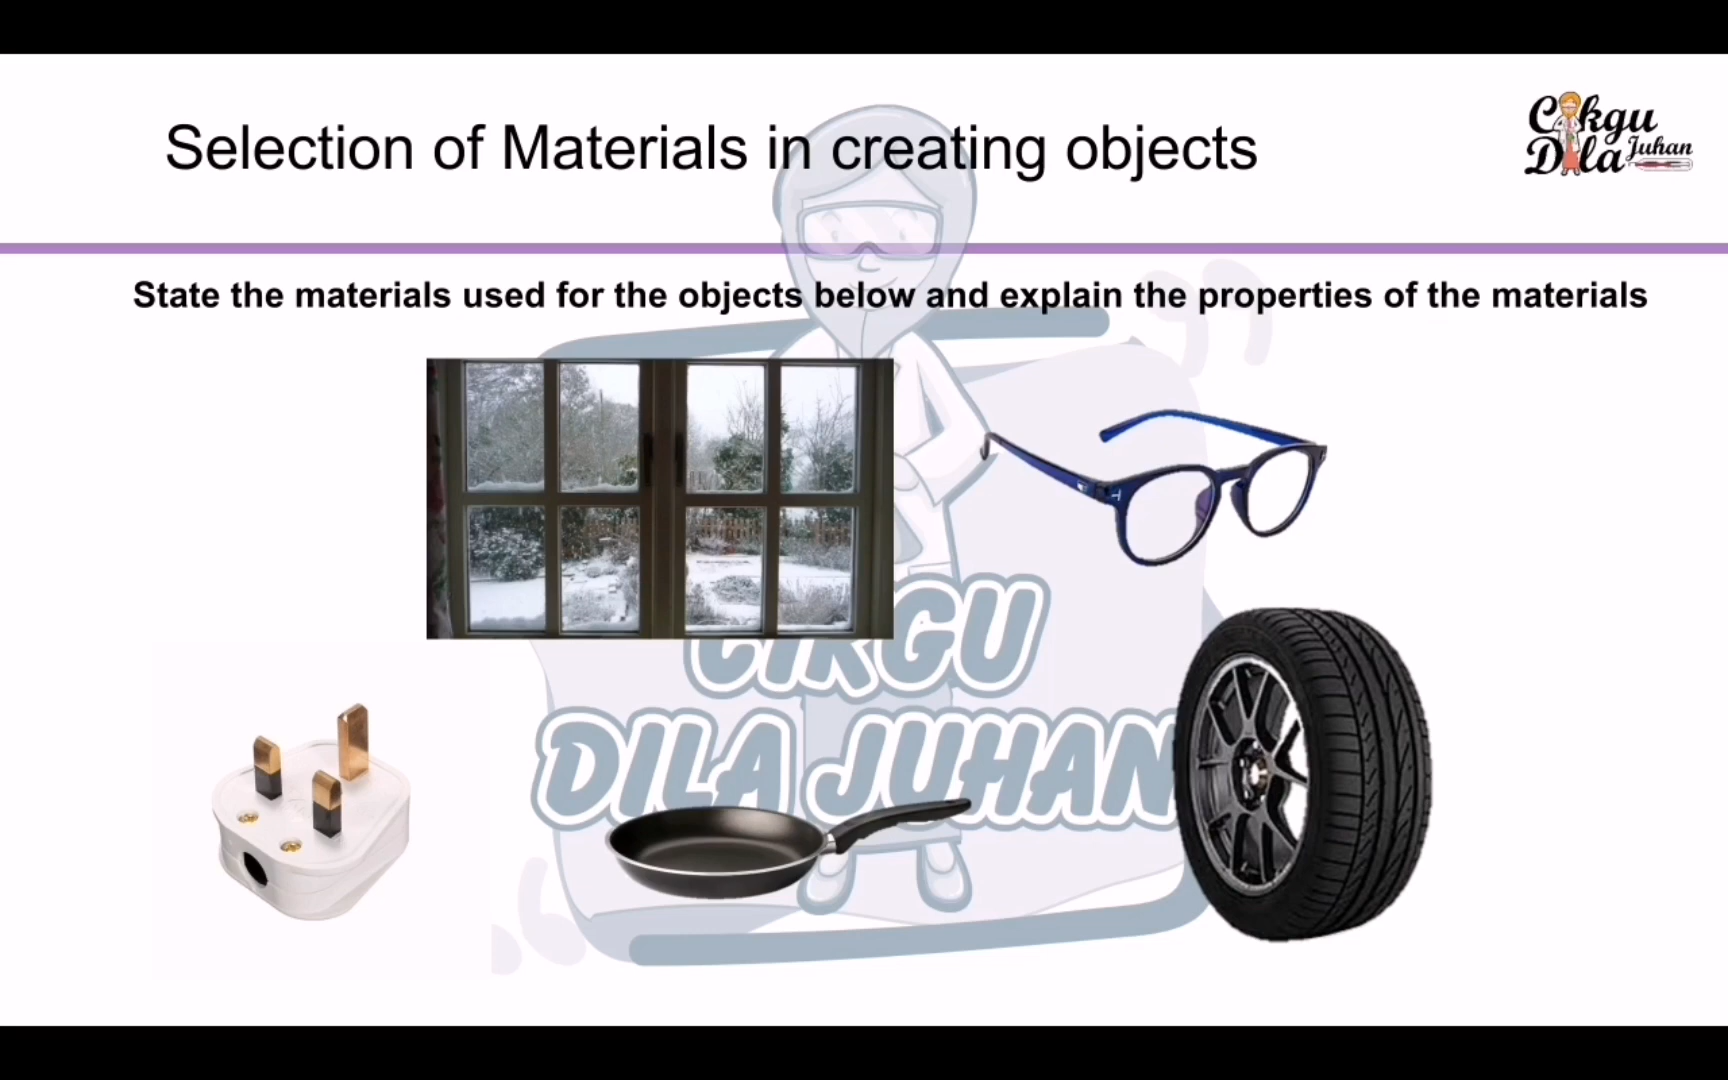 Selection of Materials in creating objects
Cikgu
Dila Juhan
State the materials used for the objects below and explain the properties of the materials
CIKGU
DILA JUHAN